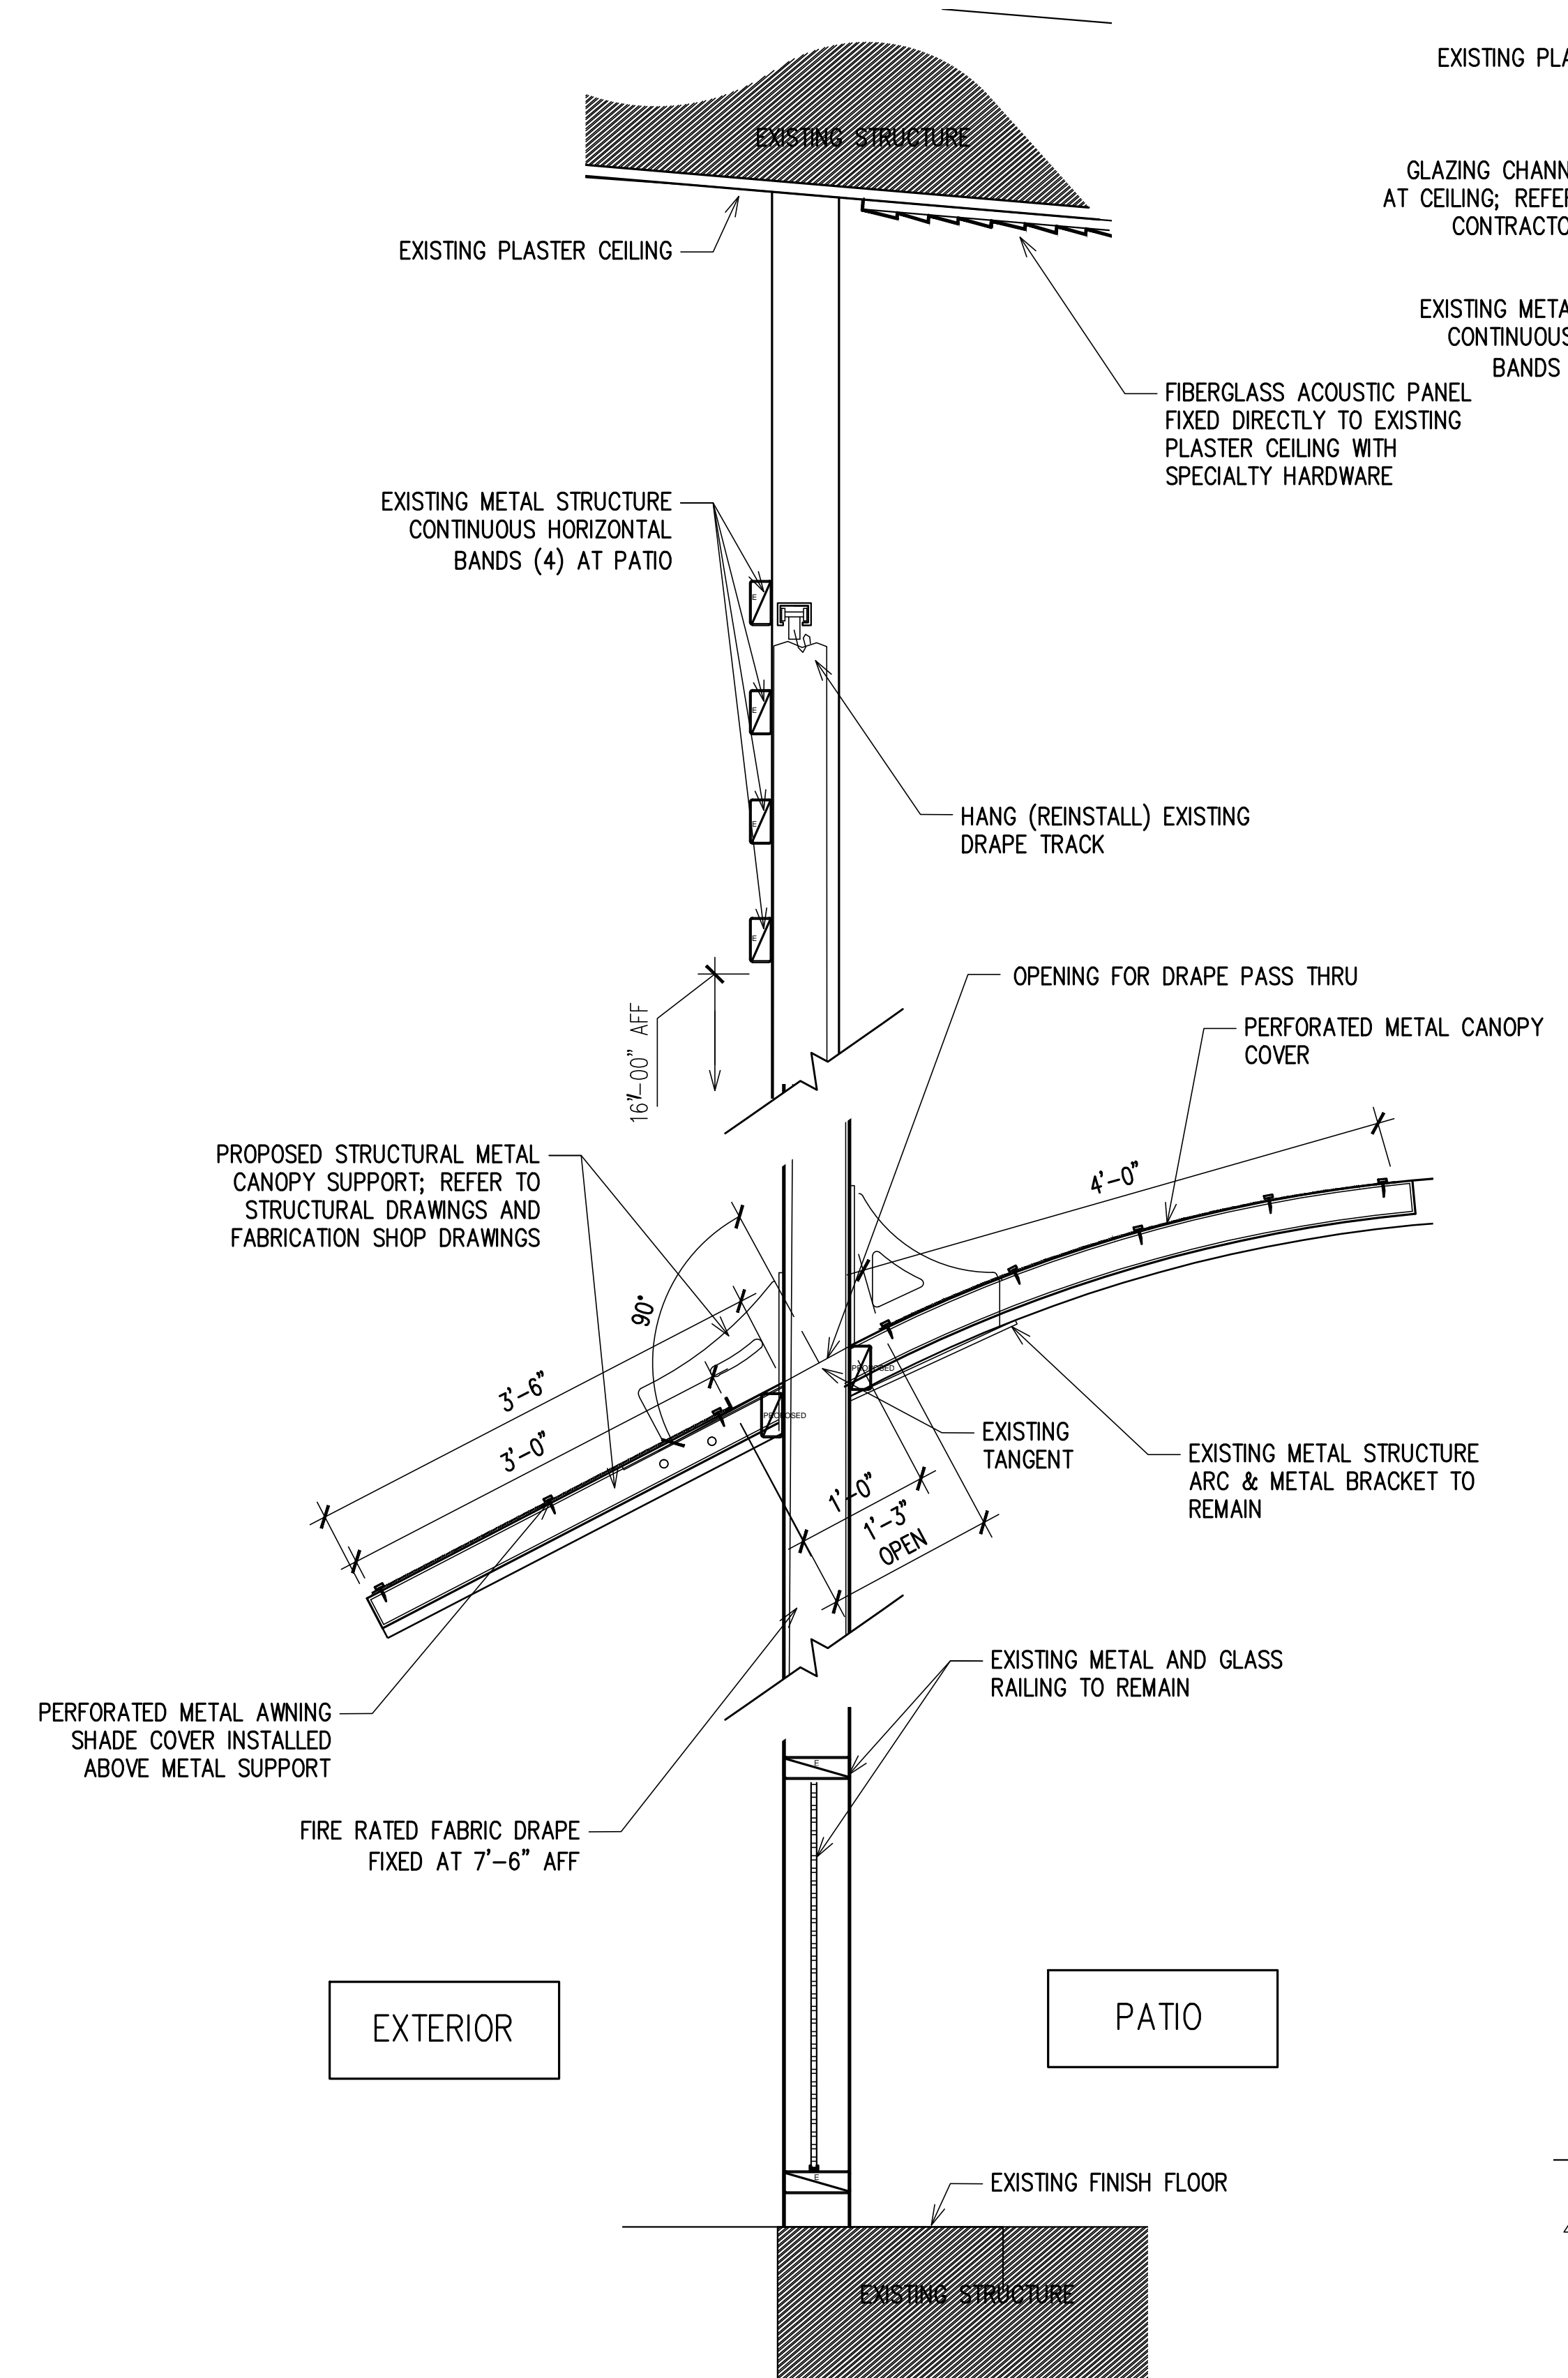 EXISTING STRUCTURE
EXISTING PLASTER CEILING
EXISTING PLA
GLAZING CHANN
AT CEILING; REFER
CONTRACTO
EXISTING META
CONTINUOUS
BANDS
FIBERGLASS ACOUSTIC PANEL
FIXED DIRECTLY TO EXISTING
PLASTER CEILING WITH
SPECIALTY HARDWARE
EXISTING METAL STRUCTURE
CONTINUOUS HORIZONTAL
BANDS (4) AT PATIO
E
E
E
E
HANG (REINSTALL) EXISTING
DRAPE TRACK
OPENING FOR DRAPE PASS THRU
PERFORATED METAL CANOPY
COVER
PROPOSED STRUCTURAL METAL
CANOPY SUPPORT; REFER TO
STRUCTURAL DRAWINGS AND
FABRICATION SHOP DRAWINGS
4'-0"
90°
3'-6"
3'-0"
PROPOSED
PROPOSED
EXISTING
TANGENT
1'-0"
1'-3"
OPEN
EXISTING METAL STRUCTURE
ARC & METAL BRACKET TO
REMAIN
EXISTING METAL AND GLASS
RAILING TO REMAIN
PERFORATED METAL AWNING
SHADE COVER INSTALLED
ABOVE METAL SUPPORT
E
FIRE RATED FABRIC DRAPE
FIXED AT 7'-6" AFF
EXTERIOR
PATIO
E
EXISTING FINISH FLOOR
EXISTING STRUCTURE
AFF